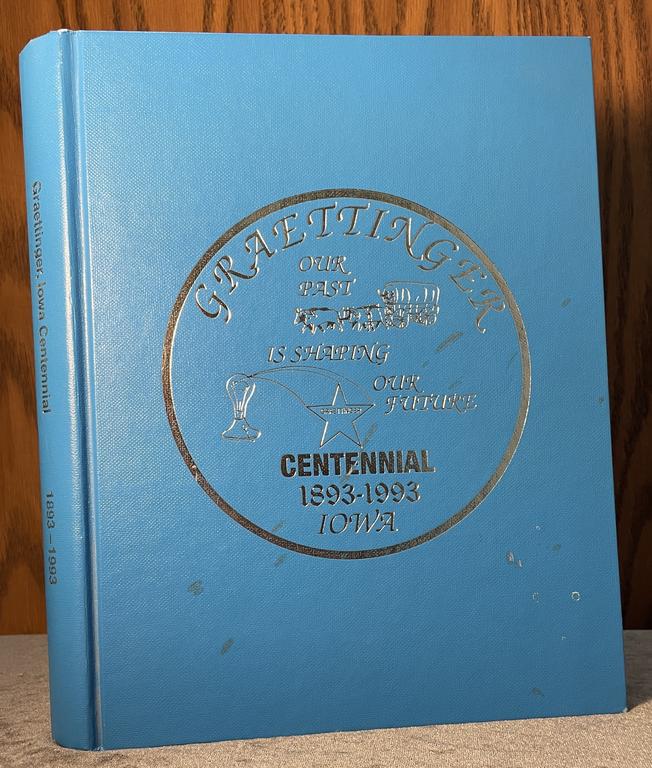 Graettinger, Iowa Centennial 1893 – 1993
GRAETTINGER
OUR
PAST
IS SHAPING
OUR
FUTURE
CENTENNIAL
1893-1993
IOWA